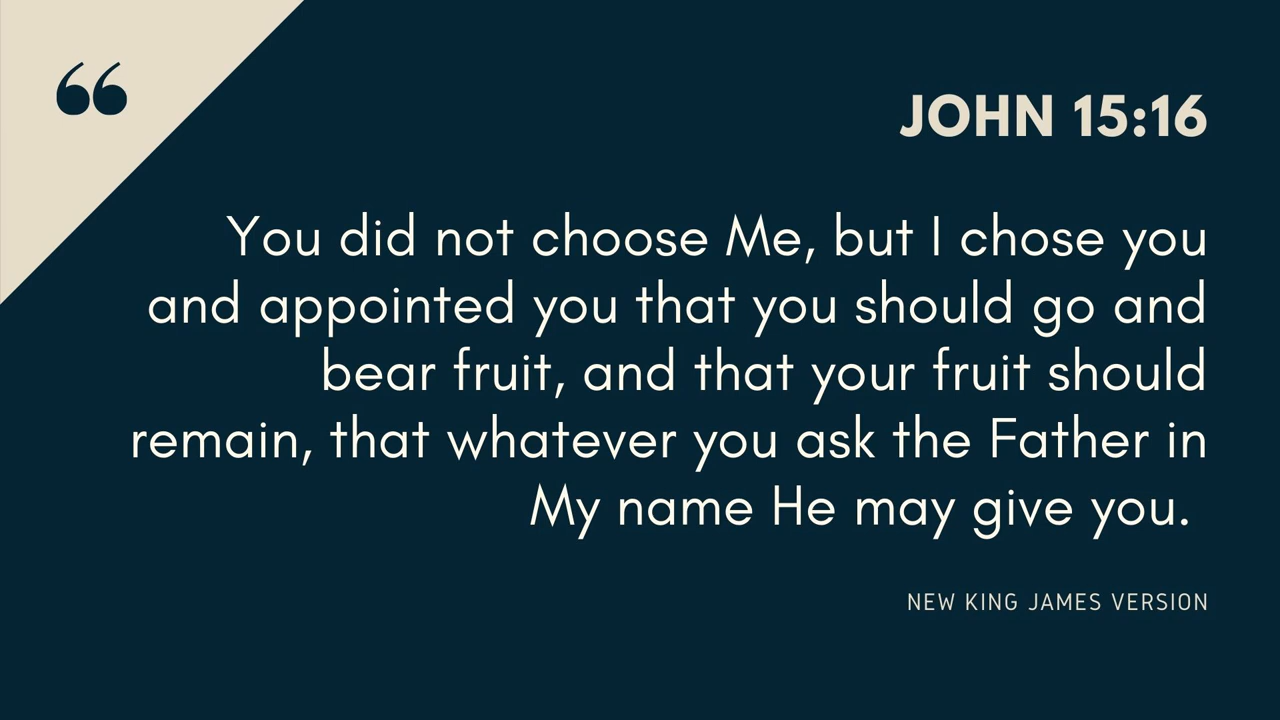 “
JOHN 15:16
You did not choose Me, but I chose you
and appointed you that you should go and
bear fruit, and that your fruit should
remain, that whatever you ask the Father in
My name He may give you.
NEW KING JAMES VERSION